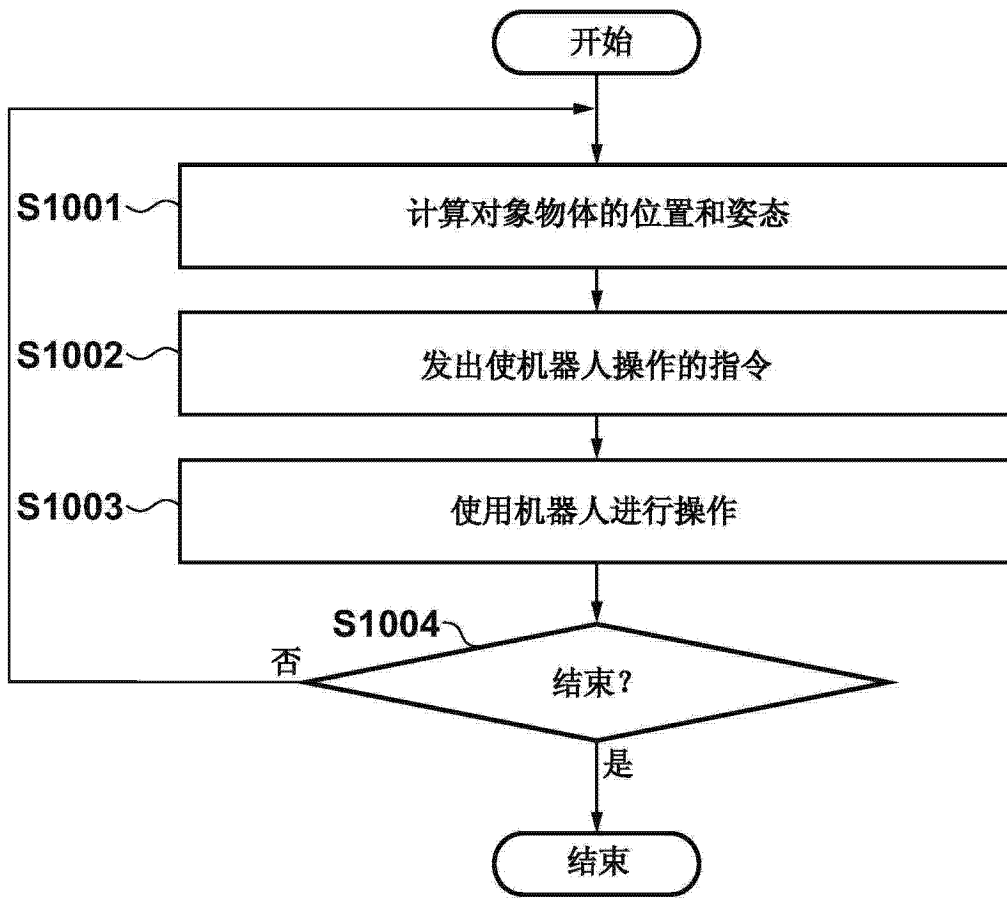 开始
S1001
计算对象物体的位置和姿态
S1002
发出使机器人操作的指令
S1003
使用机器人进行操作
S1004
否
结束？
是
结束